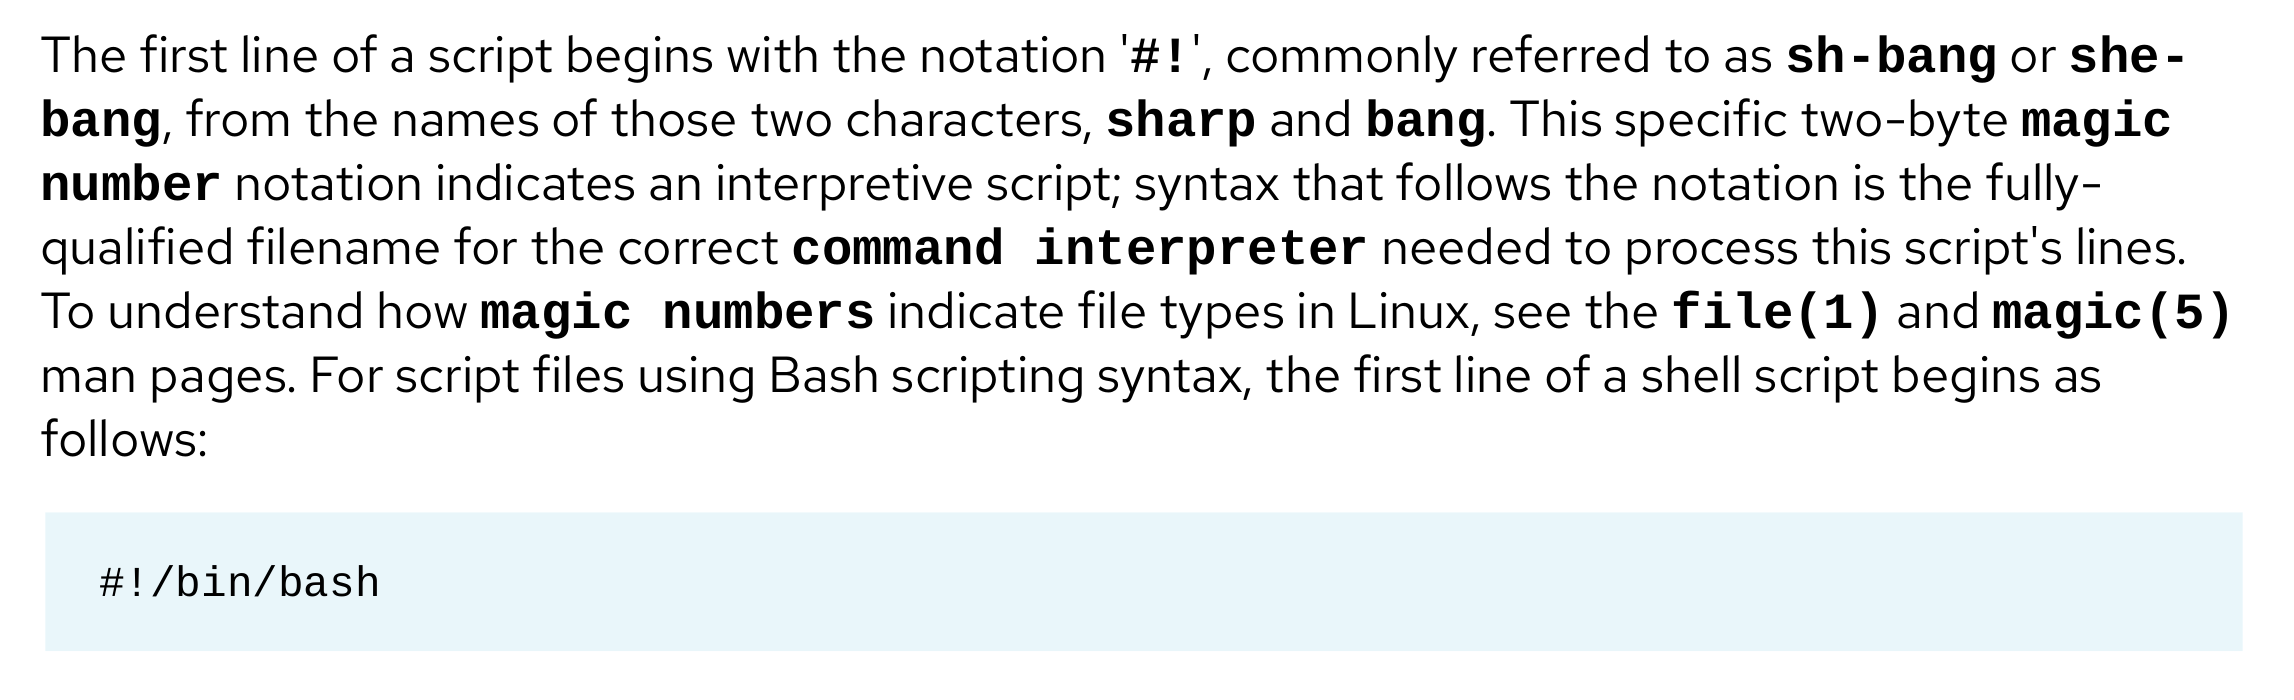 The first line of a script begins with the notation '#!', commonly referred to as sh-bang or she-
bang, from the names of those two characters, sharp and bang. This specific two-byte magic
number notation indicates an interpretive script; syntax that follows the notation is the fully-
qualified filename for the correct command interpreter needed to process this script's lines.
To understand how magic numbers indicate file types in Linux, see the file(1) and magic(5)
man pages. For script files using Bash scripting syntax, the first line of a shell script begins as
follows:
#!/bin/bash